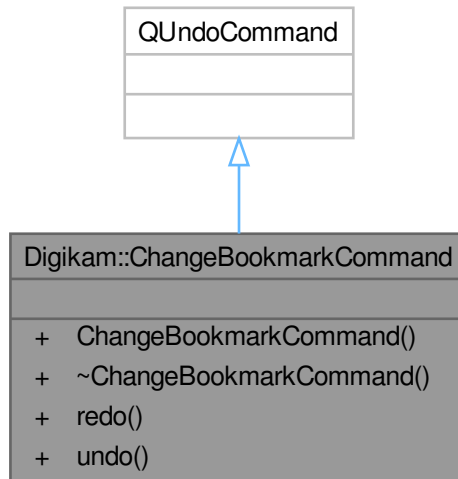 QUndoCommand
Digikam::ChangeBookmarkCommand
+ ChangeBookmarkCommand()
+ ~ChangeBookmarkCommand()
+ redo()
+ undo()